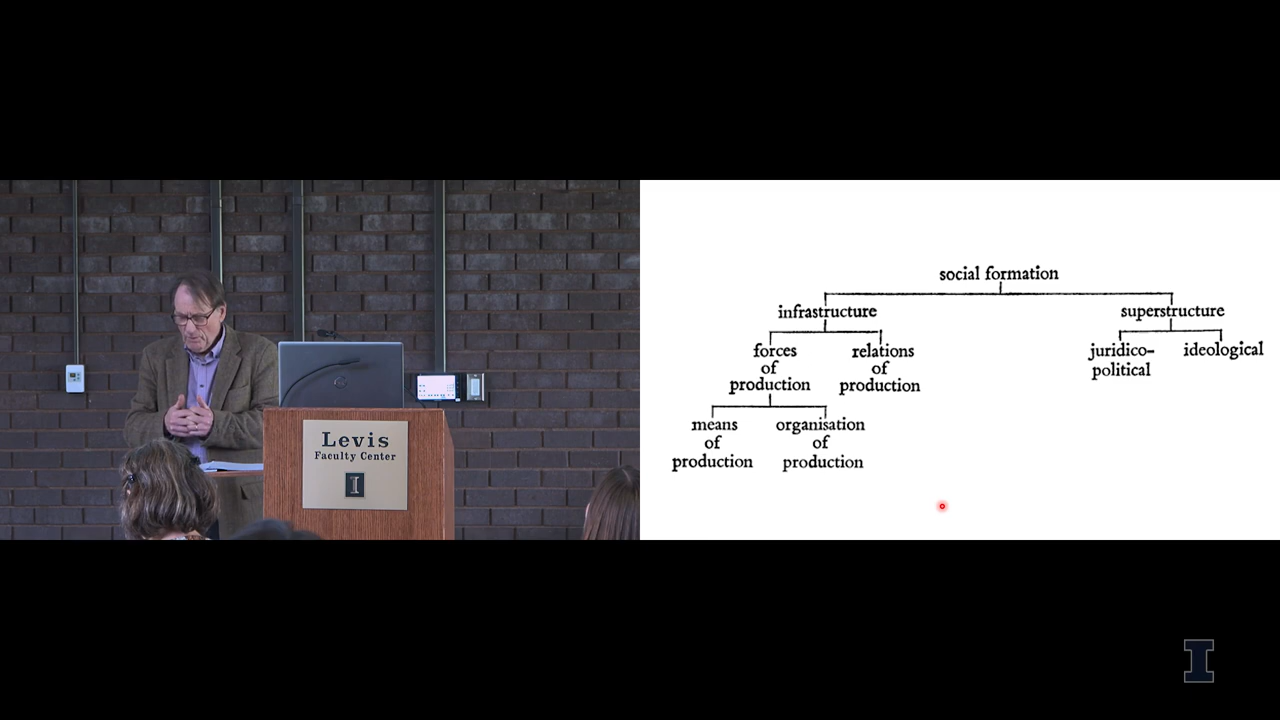 Levis
Faculty Center
I
social formation
infrastructure
superstructure
forces
of
production
relations
of
production
juridico-
political
ideological
means
of
production
organisation
of
production
I